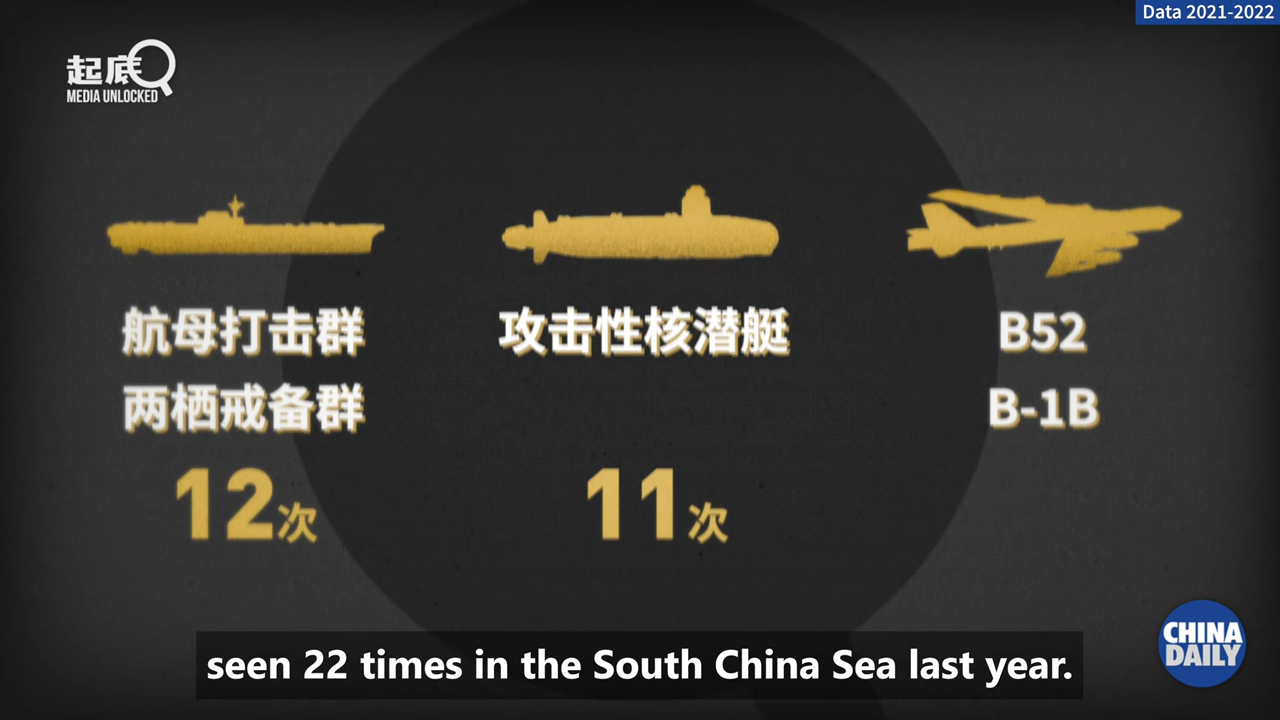 Data 2021-2022
起底
MEDIA UNLOCKED
航母打击群
两栖戒备群
12次
攻击性核潜艇
11次
B52
B-1B
seen 22 times in the South China Sea last year.
CHINA
DAILY